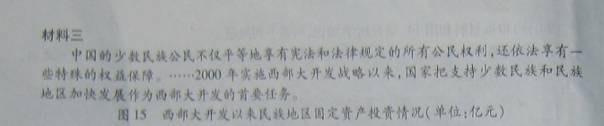 材料三
中国的少数民族公民不仅平等地享有宪法和法律规定的所有公民权利,还依法享有一
些特殊的权益保障。……2000年实施西部大开发战略以来,国家把支持少数民族和民族
地区加快发展作为西部大开发的首要任务。
图15 西部大开发以来民族地区固定资产投资情况(单位:亿元)